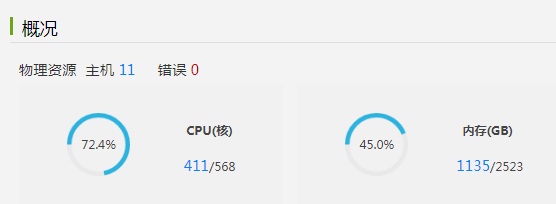 概况
物理资源 主机 11 错误 0
72.4%
CPU(核)
411/568
45.0%
内存(GB)
1135/2523